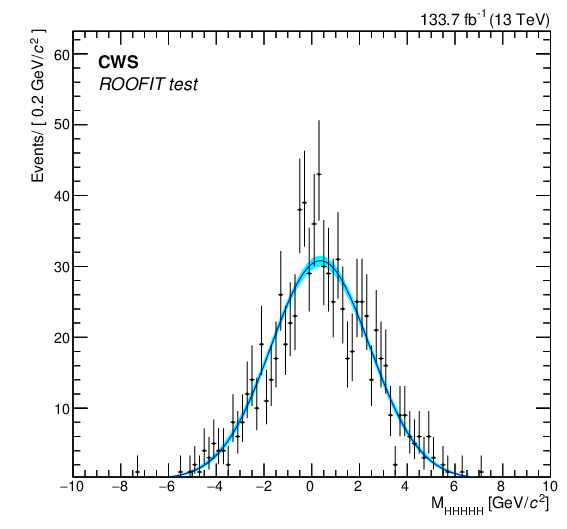 133.7 fb⁻¹ (13 TeV)
CWS
ROOFIT test
Events/ [ 0.2 GeV/c² ]
60
50
40
30
20
10
−10 −8 −6 −4 −2 0 2 4 6 8 10
M_HHHHH [GeV/c²]